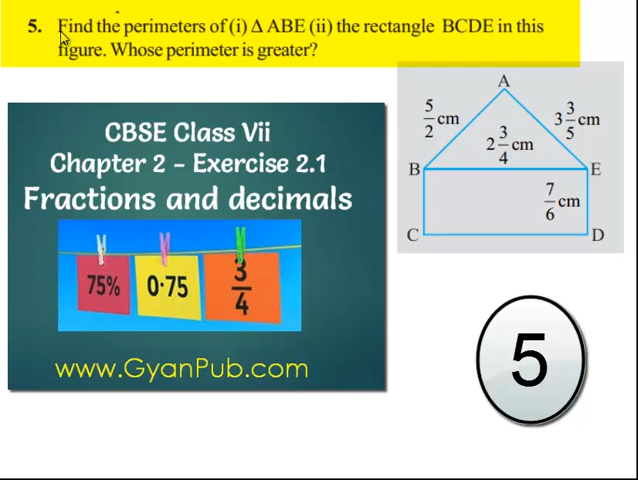 5. Find the perimeters of (i) Δ ABE (ii) the rectangle BCDE in this
figure. Whose perimeter is greater?
CBSE Class Vii
Chapter 2 - Exercise 2.1
Fractions and decimals
75% 0·75 3/4
www.GyanPub.com
A
5/2 cm 3 3/5 cm
2 3/4 cm
B E
7/6 cm
C D
5